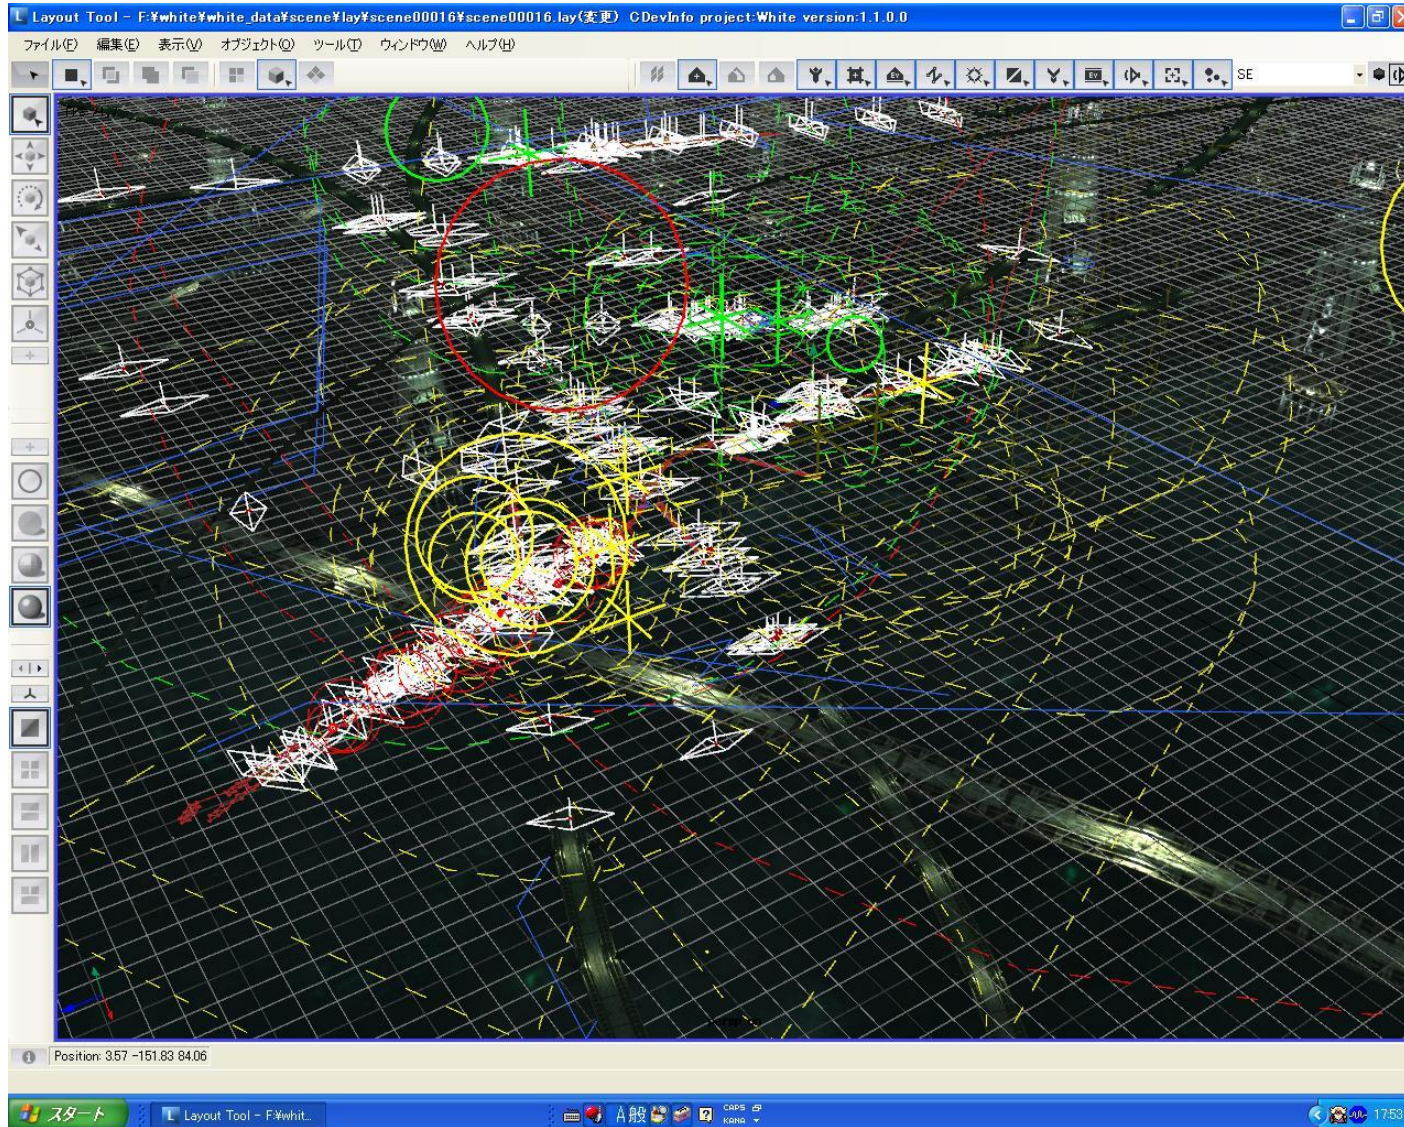 Layout Tool - F:¥white¥white_data¥scene¥lay¥scene00016¥scene00016.lay(変更) CDevInfo project:White version:1.1.0.0
ファイル(F) 編集(E) 表示(V) オブジェクト(O) ツール(T) ウィンドウ(W) ヘルプ(H)
Ev Ev SE
Position: 3.57 -151.83 84.06
スタート Layout Tool - F:¥whit... A般 CAPS 17:53
KANA